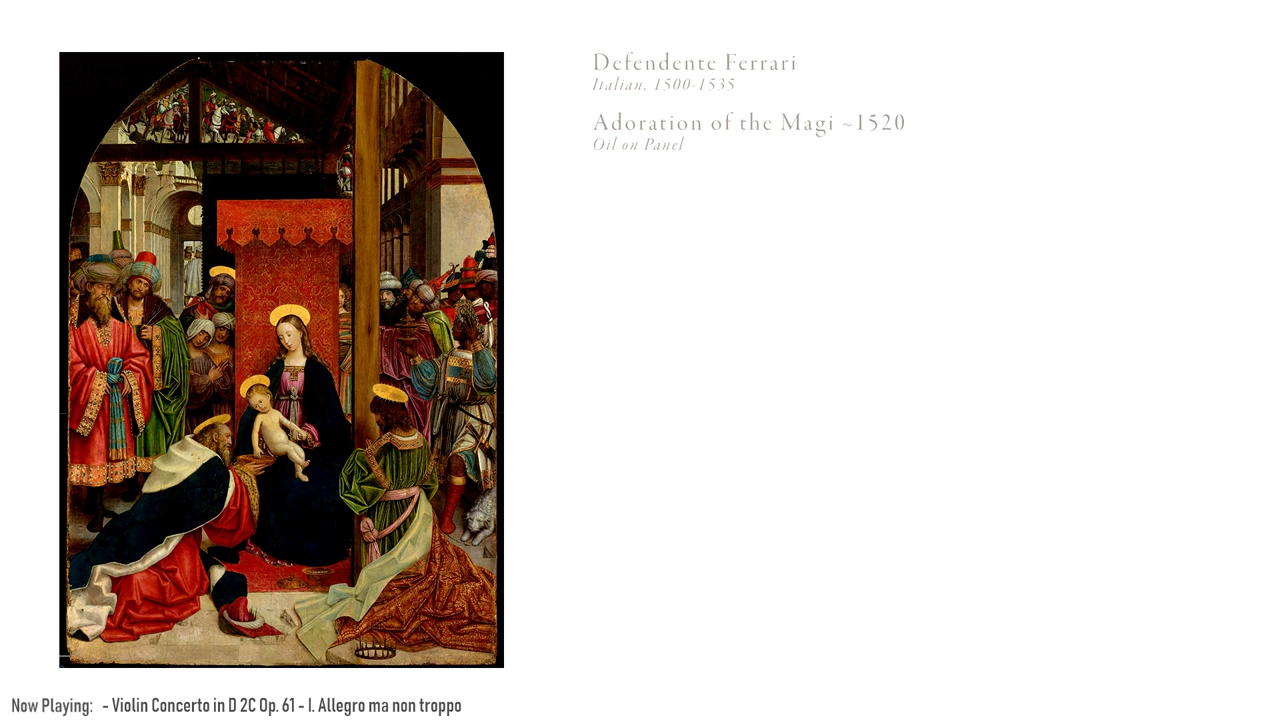 Defendente Ferrari
Italian, 1500-1535
Adoration of the Magi ~1520
Oil on Panel
Now Playing: - Violin Concerto in D 2C Op. 61 - I. Allegro ma non troppo